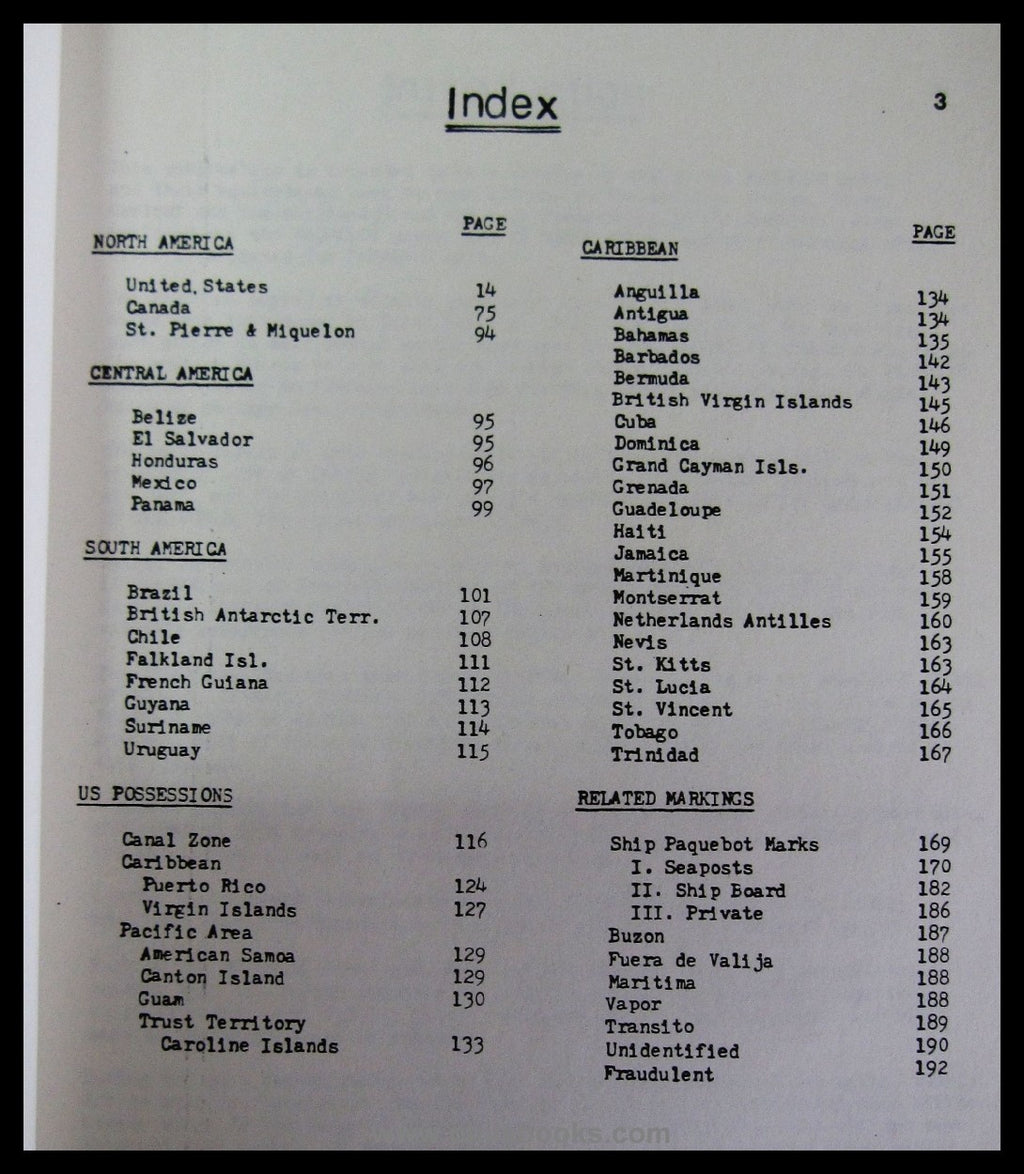 Index
3
PAGE
NORTH AMERICA
United States 14
Canada 75
St. Pierre & Miquelon 94
CENTRAL AMERICA
Belize 95
El Salvador 95
Honduras 96
Mexico 97
Panama 99
SOUTH AMERICA
Brazil 101
British Antarctic Terr. 107
Chile 108
Falkland Isl. 111
French Guiana 112
Guyana 113
Suriname 114
Uruguay 115
US POSSESSIONS
Canal Zone 116
Caribbean
Puerto Rico 124
Virgin Islands 127
Pacific Area
American Samoa 129
Canton Island 129
Guam 130
Trust Territory
Caroline Islands 133
PAGE
CARIBBEAN
Anguilla 134
Antigua 134
Bahamas 135
Barbados 142
Bermuda 143
British Virgin Islands 145
Cuba 146
Dominica 149
Grand Cayman Isls. 150
Grenada 151
Guadeloupe 152
Haiti 154
Jamaica 155
Martinique 158
Montserrat 159
Netherlands Antilles 160
Nevis 163
St. Kitts 163
St. Lucia 164
St. Vincent 165
Tobago 166
Trinidad 167
RELATED MARKINGS
Ship Paquebot Marks 169
I. Seaposts 170
II. Ship Board 182
III. Private 186
Buzon 187
Fuera de Valija 188
Maritima 188
Vapor 188
Transito 189
Unidentified 190
Fraudulent 192